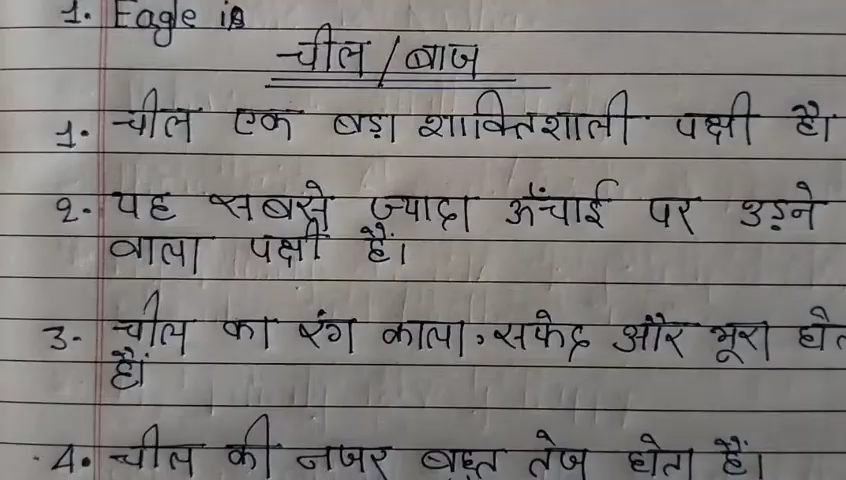 1. Eagle is
चील / बाज
1. चील एक बड़ा शाक्तिशाली पक्षी है।
2. यह सबसे ज्यादा ऊँचाई पर उड़ने
वाला पक्षी हैं।
3. चील का रंग काला, सफेद और भूरा होत
हैं
4. चील की नजर बहुत तेज होता हैं।